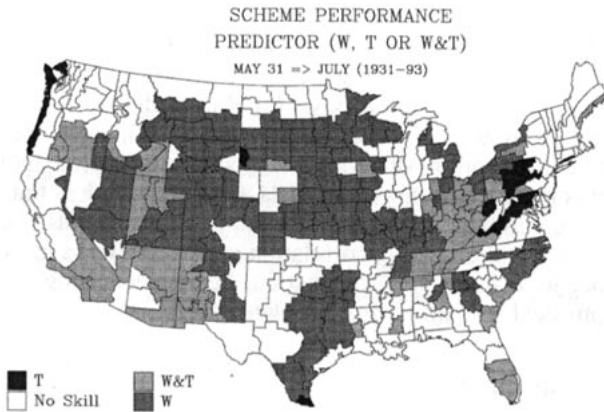 SCHEME PERFORMANCE
PREDICTOR (W, T OR W&T)
MAY 31 => JULY (1931-93)
T
W&T
No Skill
W